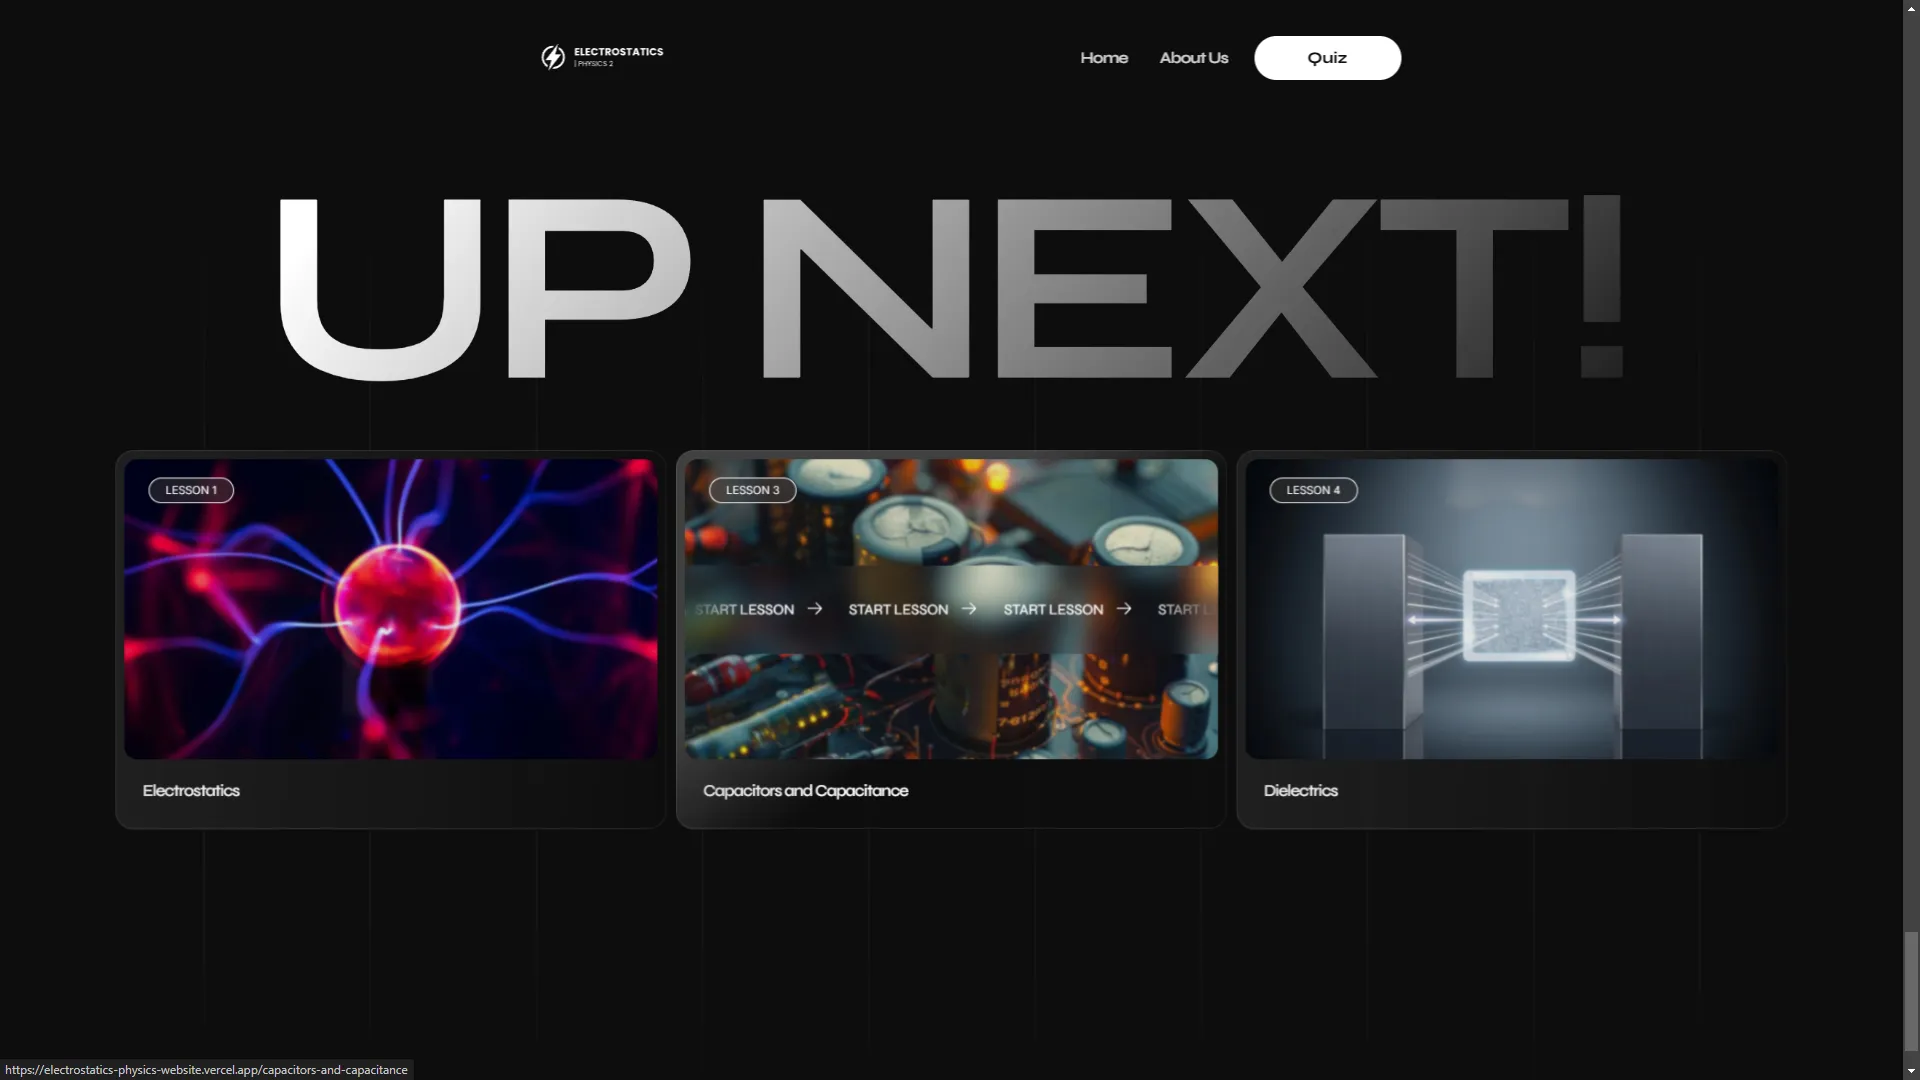 ELECTROSTATICS
| PHYSICS 2
Home About Us Quiz
UP NEXT!
LESSON 1
LESSON 3
LESSON 4
START LESSON → START LESSON → START LESSON → START L
Electrostatics
Capacitors and Capacitance
Dielectrics
https://electrostatics-physics-website.vercel.app/capacitors-and-capacitance